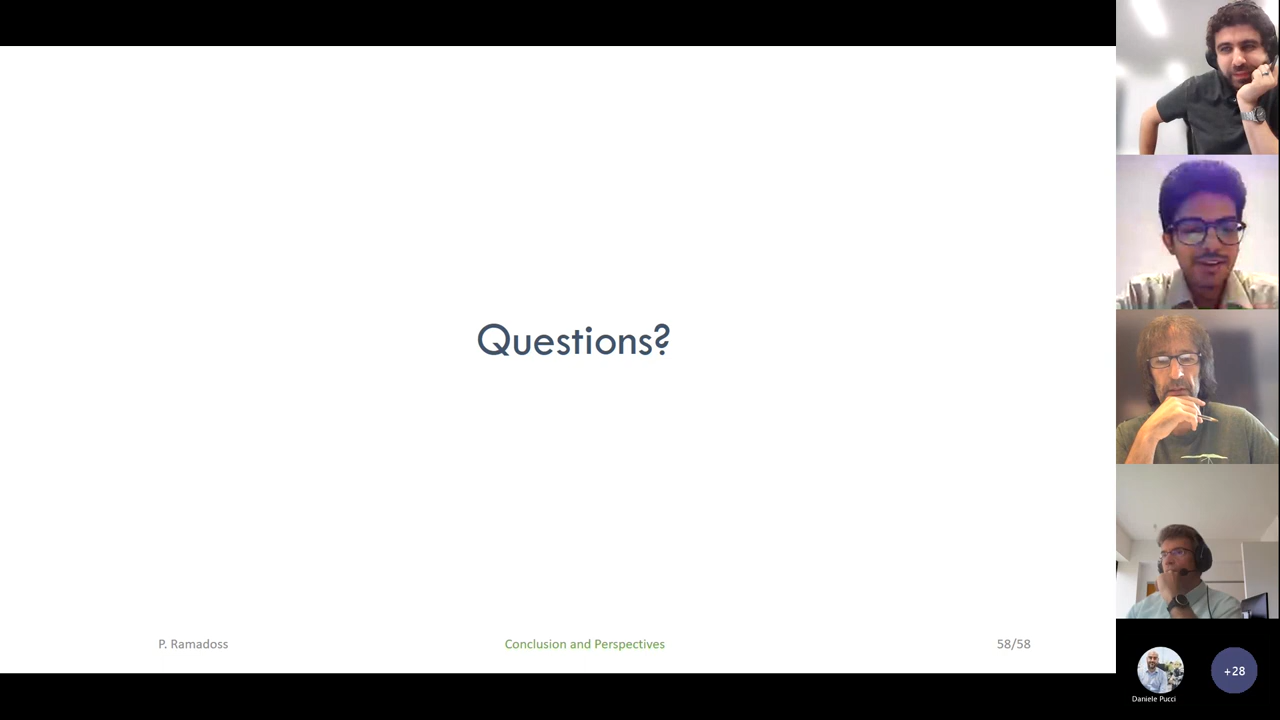 Questions?
P. Ramadoss
Conclusion and Perspectives
58/58
Daniele Pucci
+28